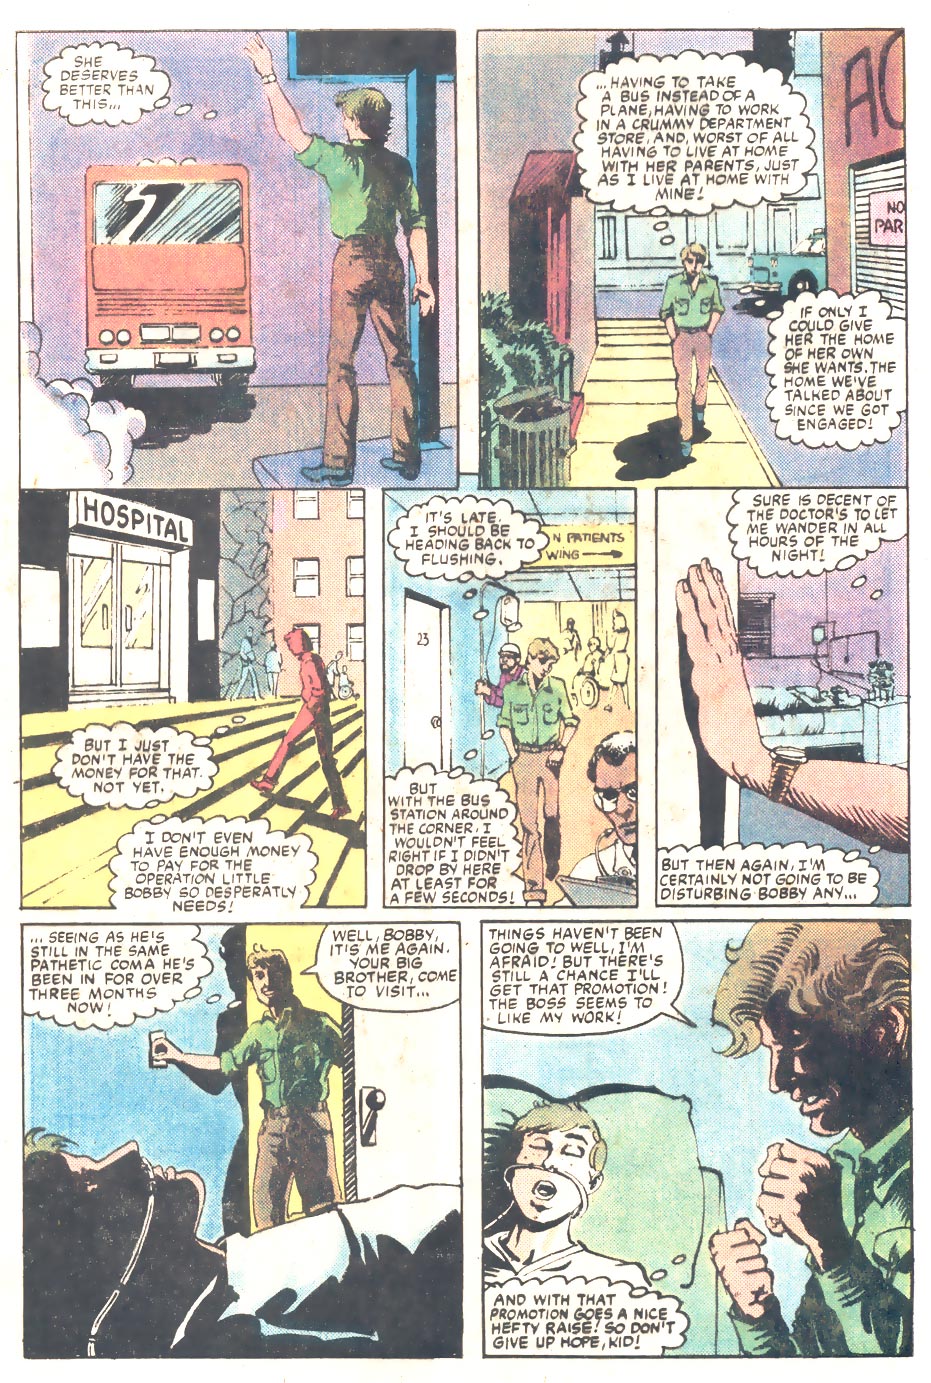 SHE
DESERVES
BETTER THAN
THIS...
...HAVING TO TAKE
A BUS INSTEAD OF A
PLANE, HAVING TO WORK
IN A CRUMMY DEPARTMENT
STORE, AND, WORST OF ALL
HAVING TO LIVE AT HOME
WITH HER PARENTS, JUST
AS I LIVE AT HOME WITH
MINE!
AC
NO
PAR
IF ONLY I
COULD GIVE
HER THE HOME
OF HER OWN
SHE WANTS. THE
HOME WE'VE
TALKED ABOUT
SINCE WE GOT
ENGAGED!
HOSPITAL
BUT I JUST
DON'T HAVE THE
MONEY FOR THAT.
NOT YET.
I DON'T EVEN
HAVE ENOUGH MONEY
TO PAY FOR THE
OPERATION LITTLE
BOBBY SO DESPERATLY
NEEDS!
IT'S LATE.
I SHOULD BE
HEADING BACK TO
FLUSHING.
N PATIENTS
WING →
23
BUT
WITH THE BUS
STATION AROUND
THE CORNER, I
WOULDN'T FEEL
RIGHT IF I DIDN'T
DROP BY HERE
AT LEAST FOR
A FEW SECONDS!
SURE IS DECENT OF
THE DOCTOR'S TO LET
ME WANDER IN ALL
HOURS OF THE
NIGHT!
BUT THEN AGAIN, I'M
CERTAINLY NOT GOING TO BE
DISTURBING BOBBY ANY...
...SEEING AS HE'S
STILL IN THE SAME
PATHETIC COMA HE'S
BEEN IN FOR OVER
THREE MONTHS
NOW!
WELL, BOBBY,
IT'S ME AGAIN.
YOUR BIG
BROTHER, COME
TO VISIT...
THINGS HAVEN'T BEEN
GOING TO WELL, I'M
AFRAID! BUT THERE'S
STILL A CHANCE I'LL
GET THAT PROMOTION!
THE BOSS SEEMS TO
LIKE MY WORK!
AND WITH THAT
PROMOTION GOES A NICE
HEFTY RAISE! SO DON'T
GIVE UP HOPE, KID!